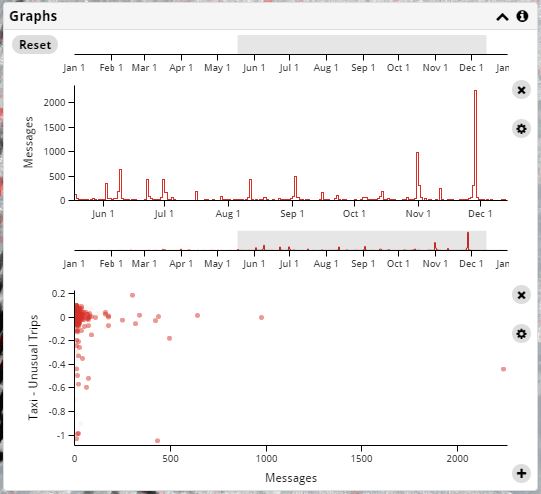 Graphs
Reset
Jan 1 Feb 1 Mar 1 Apr 1 May 1 Jun 1 Jul 1 Aug 1 Sep 1 Oct 1 Nov 1 Dec 1 Jan
2000
1500
1000
500
0
Messages
Jun 1 Jul 1 Aug 1 Sep 1 Oct 1 Nov 1 Dec 1
Jan 1 Feb 1 Mar 1 Apr 1 May 1 Jun 1 Jul 1 Aug 1 Sep 1 Oct 1 Nov 1 Dec 1 Jan
0.2
0
-0.2
-0.4
-0.6
-0.8
-1
Taxi - Unusual Trips
0 500 1000 1500 2000
Messages